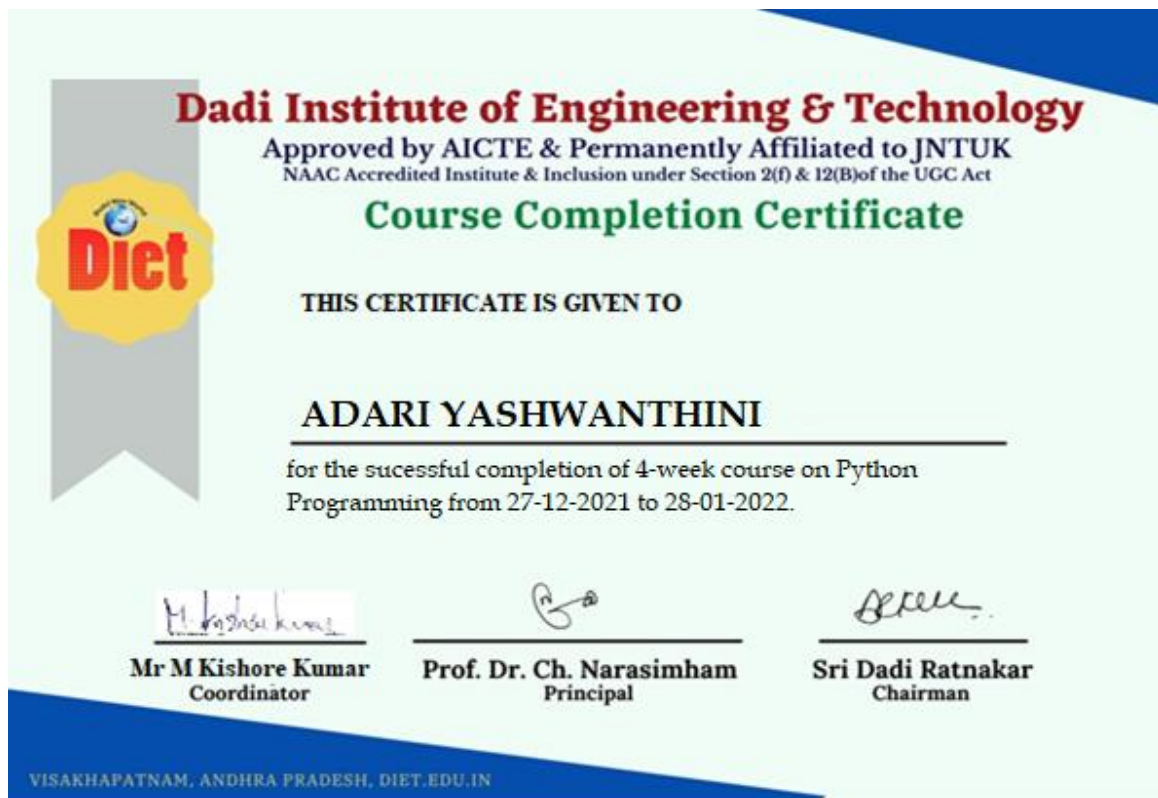 Dadi Institute of Engineering & Technology
Approved by AICTE & Permanently Affiliated to JNTUK
NAAC Accredited Institute & Inclusion under Section 2(f) & 12(B)of the UGC Act
Course Completion Certificate
Diet
THIS CERTIFICATE IS GIVEN TO
ADARI YASHWANTHINI
for the sucessful completion of 4-week course on Python
Programming from 27-12-2021 to 28-01-2022.
M. Kishore Kumar
Mr M Kishore Kumar
Coordinator
Prof. Dr. Ch. Narasimham
Principal
Sri Dadi Ratnakar
Chairman
VISAKHAPATNAM, ANDHRA PRADESH, DIET.EDU.IN